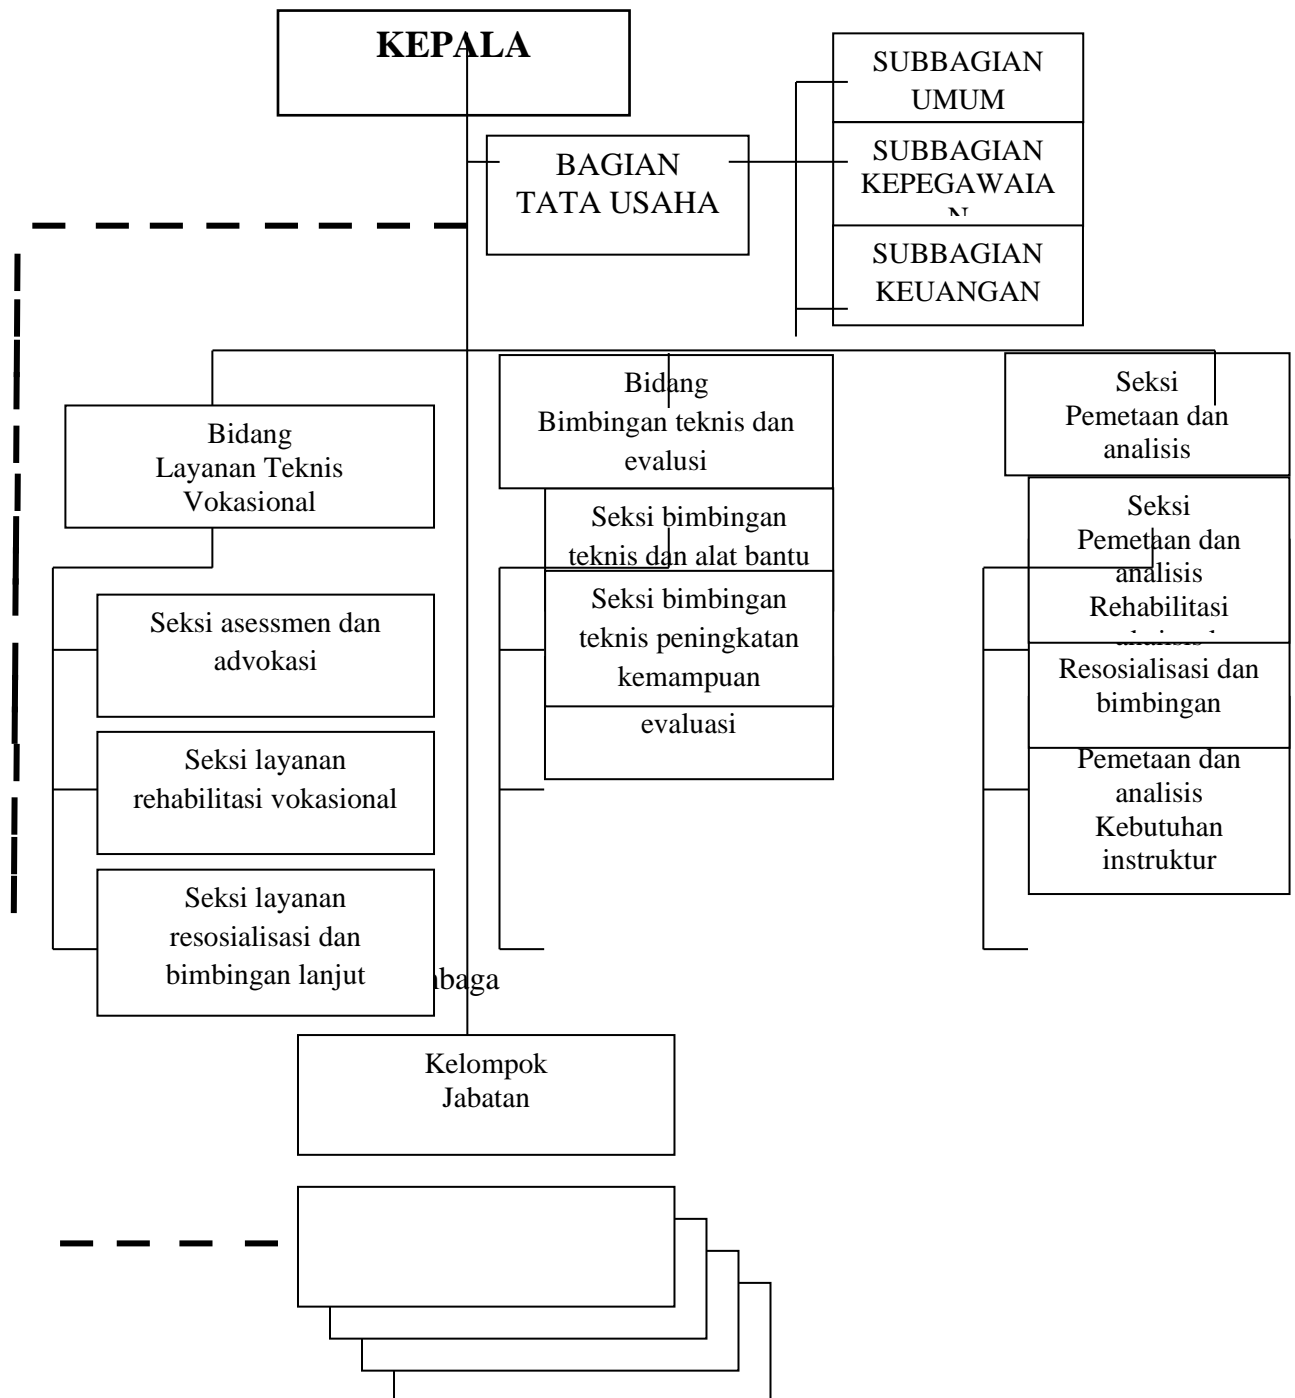 KEPALA
SUBBAGIAN
UMUM
BAGIAN
TATA USAHA
SUBBAGIAN
KEPEGAWAIA
N
SUBBAGIAN
KEUANGAN
Bidang
Layanan Teknis
Vokasional
Bidang
Bimbingan teknis dan
evalusi
Seksi
Pemetaan dan
analisis
Seksi asessmen dan
advokasi
Seksi layanan
rehabilitasi vokasional
Seksi layanan
resosialisasi dan
bimbingan lanjut
Seksi bimbingan
teknis dan alat bantu
Seksi bimbingan
teknis peningkatan
kemampuan
evaluasi
Seksi
Pemetaan dan
analisis
Rehabilitasi
Resosialisasi dan
bimbingan
Pemetaan dan
analisis
Kebutuhan
instruktur
baga
Kelompok
Jabatan